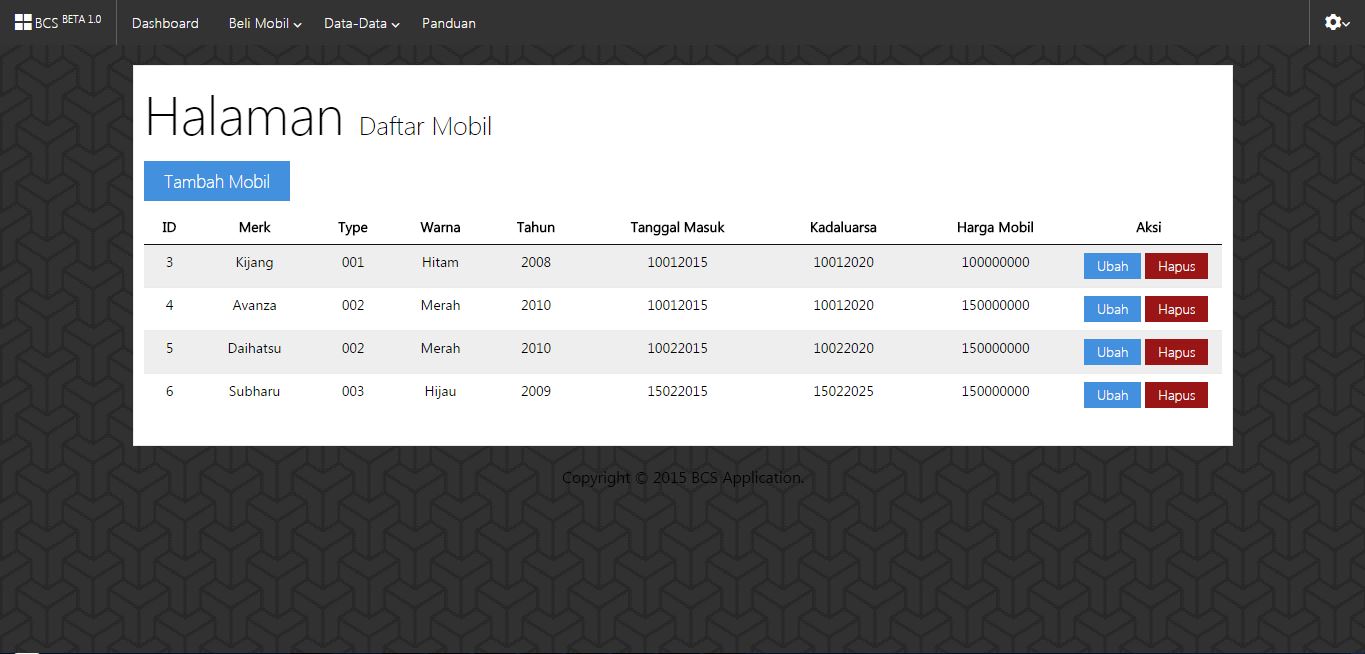 BCS BETA 1.0 Dashboard Beli Mobil Data-Data Panduan
Halaman Daftar Mobil
Tambah Mobil
ID Merk Type Warna Tahun Tanggal Masuk Kadaluarsa Harga Mobil Aksi
3 Kijang 001 Hitam 2008 10012015 10012020 100000000 Ubah Hapus
4 Avanza 002 Merah 2010 10012015 10012020 150000000 Ubah Hapus
5 Daihatsu 002 Merah 2010 10022015 10022020 150000000 Ubah Hapus
6 Subharu 003 Hijau 2009 15022015 15022025 150000000 Ubah Hapus
Copyright © 2015 BCS Application.